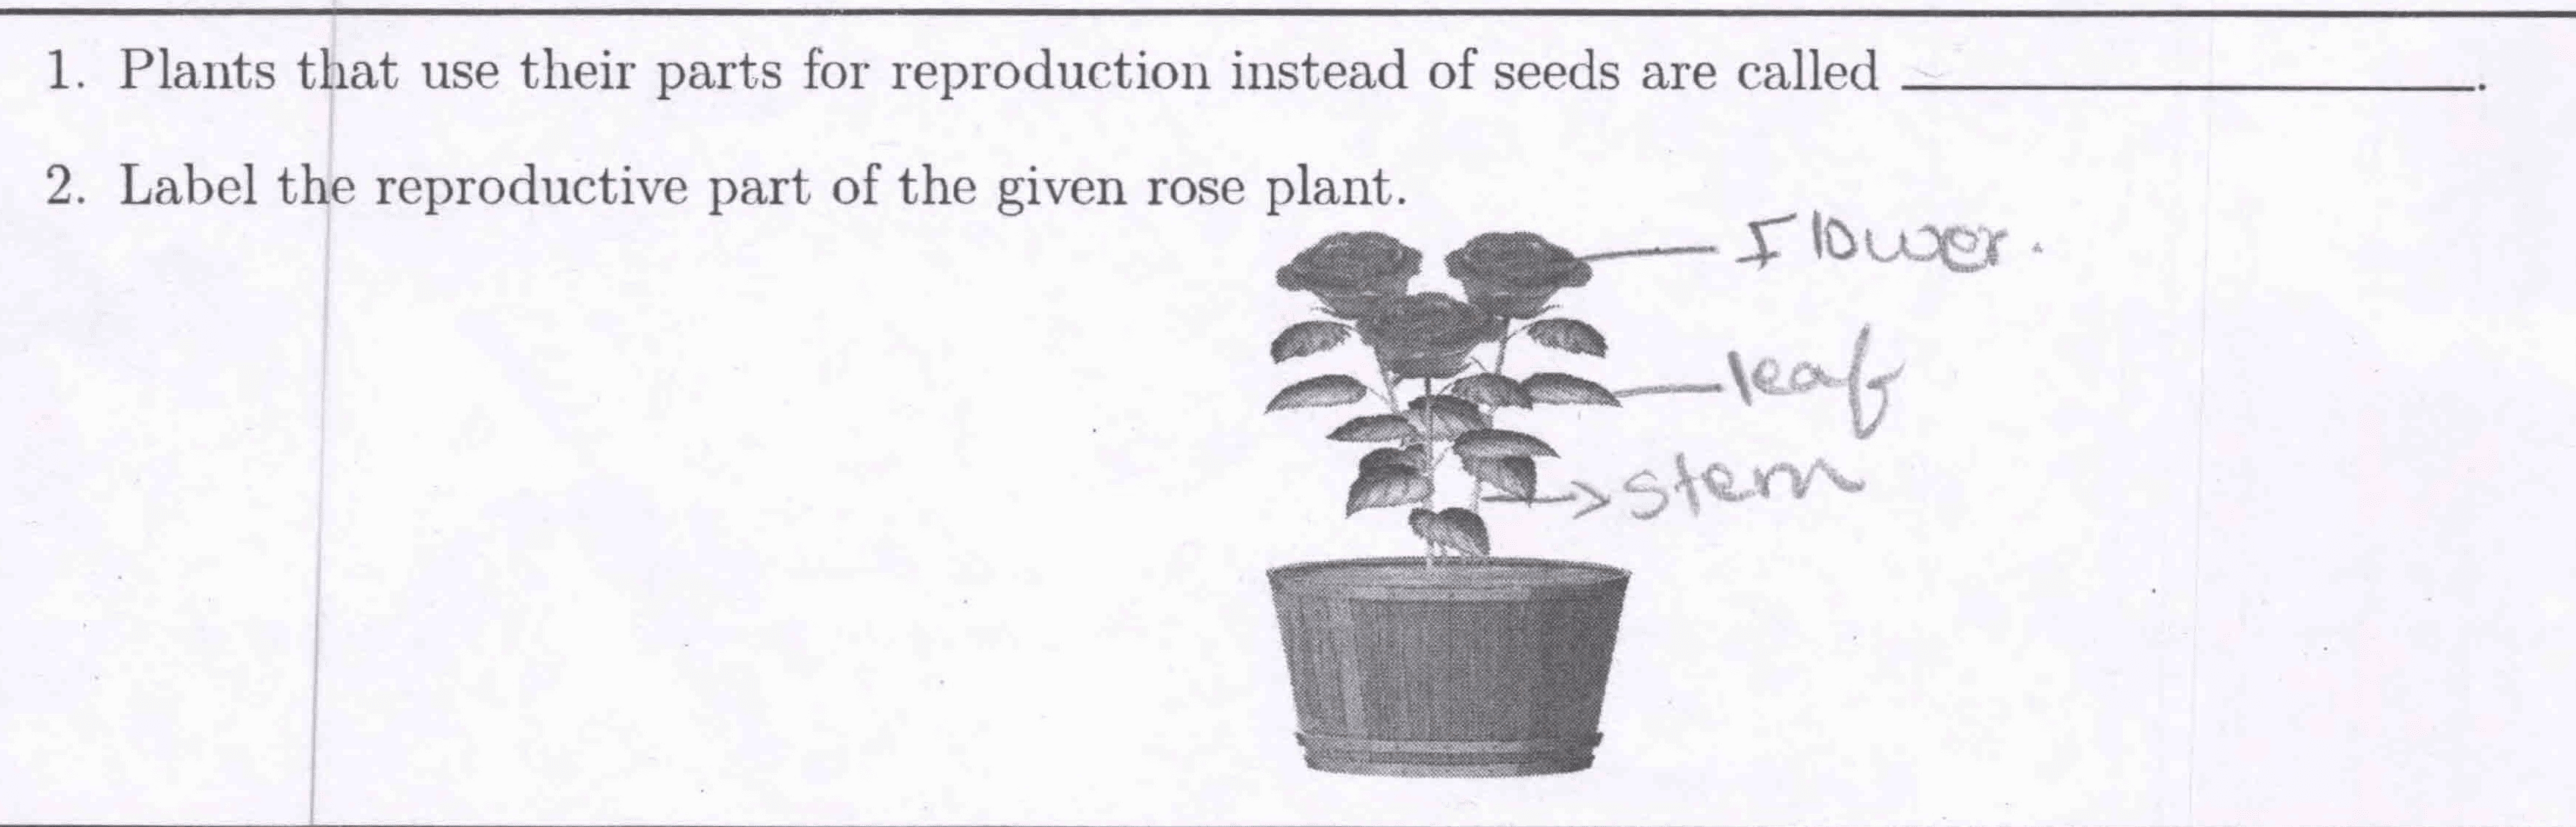 1. Plants that use their parts for reproduction instead of seeds are called ____________.
2. Label the reproductive part of the given rose plant.
Flower.
leaf
stem